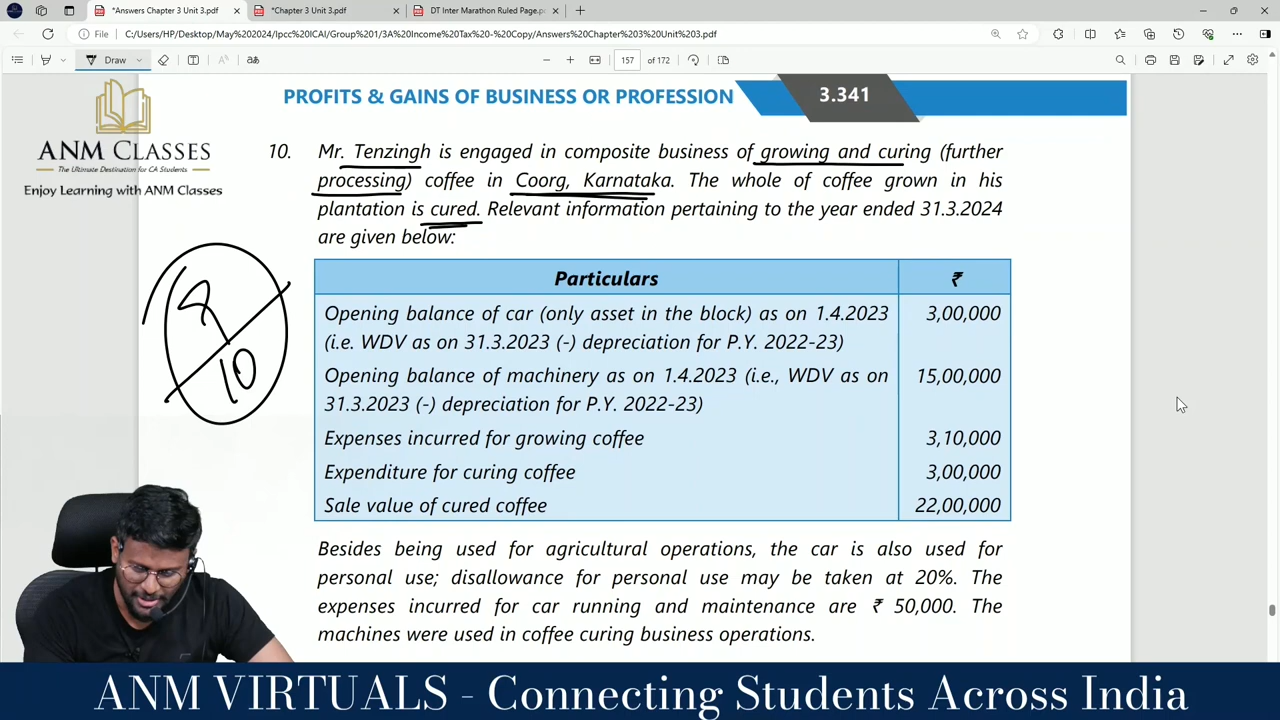 *Answers Chapter 3 Unit 3.pdf
*Chapter 3 Unit 3.pdf
DT Inter Marathon Ruled Page.p
File
C:/Users/HP/Desktop/May%202024/Ipcc%20ICAI/Group%201/3A%20Income%20Tax%20-%20Copy/Answers%20Chapter%203%20Unit%203.pdf
Draw
157 of 172
PROFITS & GAINS OF BUSINESS OR PROFESSION
3.341
ANM CLASSES
The Ultimate Destination for CA Students
Enjoy Learning with ANM Classes
10. Mr. Tenzingh is engaged in composite business of growing and curing (further
processing) coffee in Coorg, Karnataka. The whole of coffee grown in his
plantation is cured. Relevant information pertaining to the year ended 31.3.2024
are given below:
Particulars ₹
Opening balance of car (only asset in the block) as on 1.4.2023 3,00,000
(i.e. WDV as on 31.3.2023 (-) depreciation for P.Y. 2022-23)
Opening balance of machinery as on 1.4.2023 (i.e., WDV as on 15,00,000
31.3.2023 (-) depreciation for P.Y. 2022-23)
Expenses incurred for growing coffee 3,10,000
Expenditure for curing coffee 3,00,000
Sale value of cured coffee 22,00,000
10
Besides being used for agricultural operations, the car is also used for
personal use; disallowance for personal use may be taken at 20%. The
expenses incurred for car running and maintenance are ₹ 50,000. The
machines were used in coffee curing business operations.
ANM VIRTUALS - Connecting Students Across India